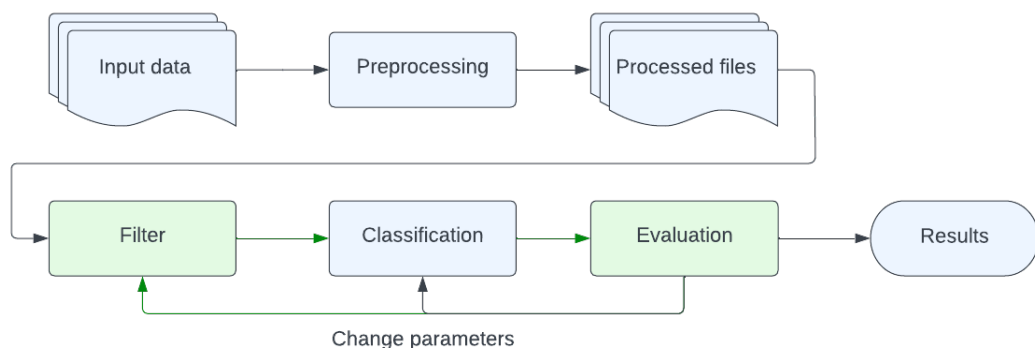 Input data
Preprocessing
Processed files
Filter
Classification
Evaluation
Results
Change parameters